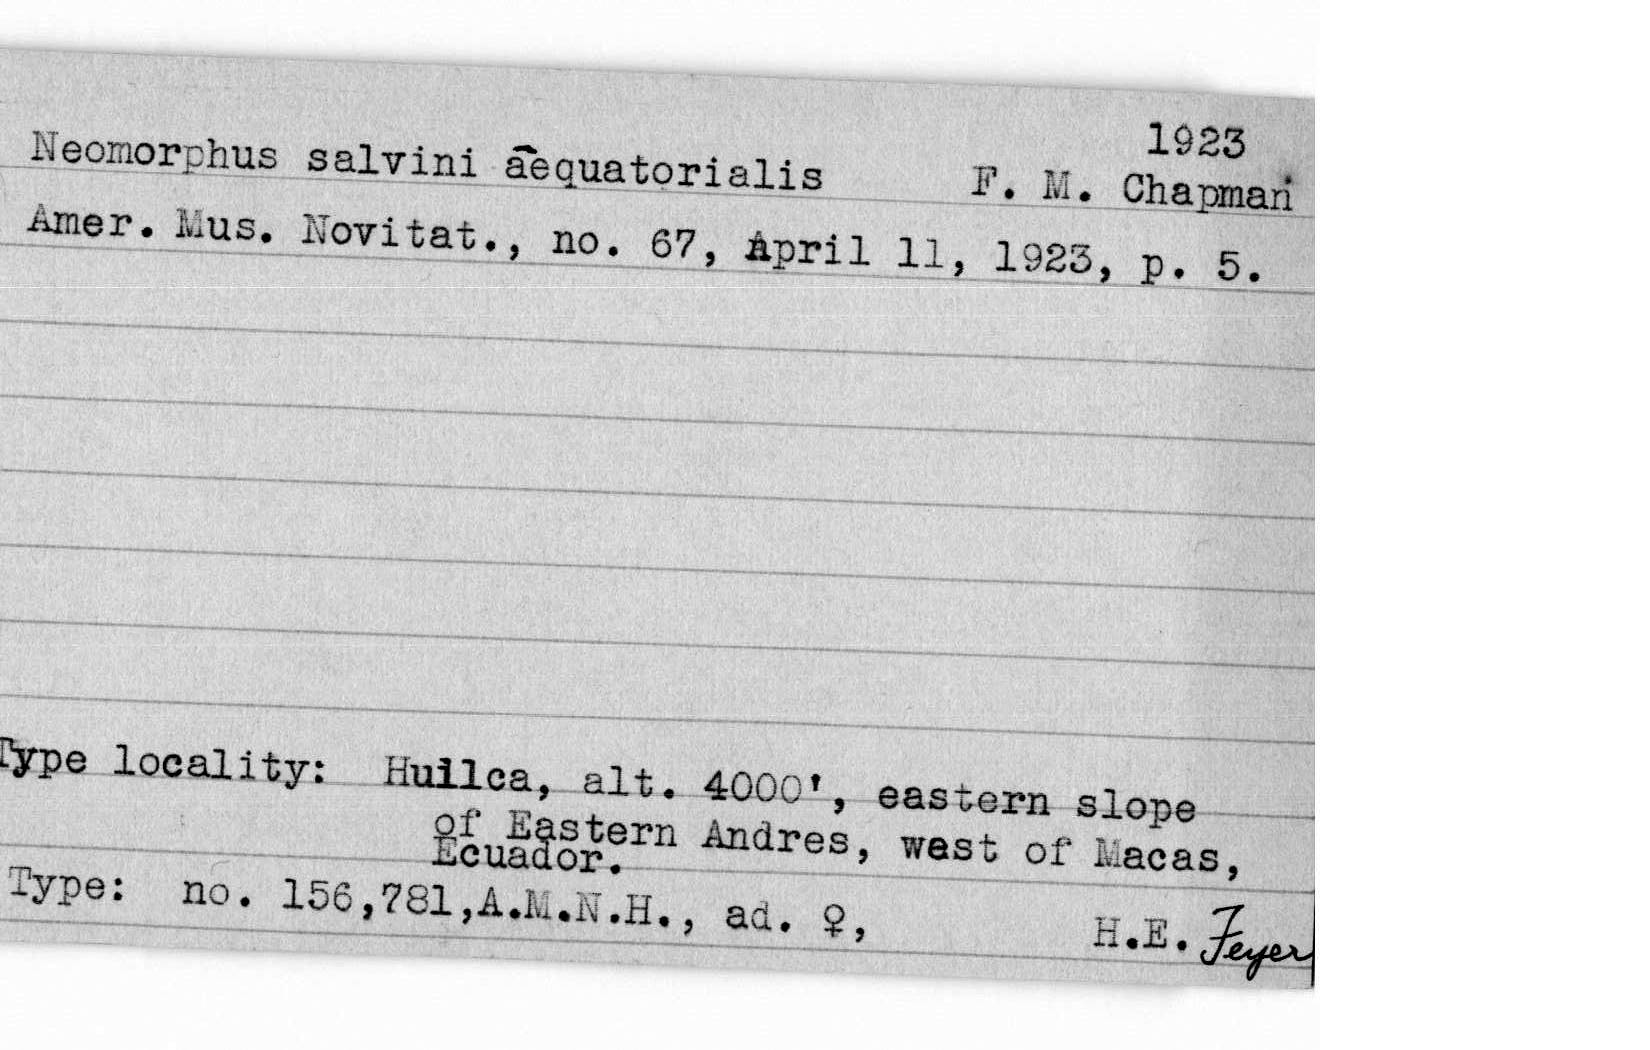 1923
Neomorphus salvini aequatorialis F. M. Chapman
Amer. Mus. Novitat., no. 67, April 11, 1923, p. 5.
Type locality: Huilca, alt. 4000', eastern slope
of Eastern Andres, west of Macas,
Ecuador.
Type: no. 156,781,A.M.N.H., ad. ♀, H.E. Feyer